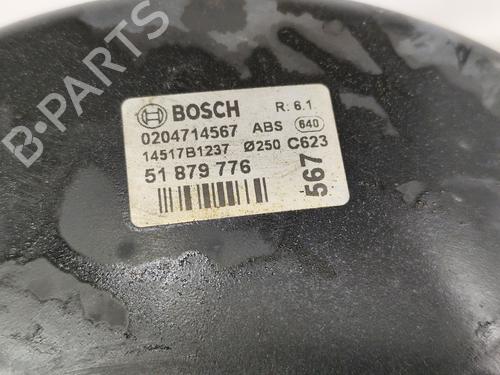 BOSCH R: 6.1
0204714567 ABS 640
14517B1237 Ø250 C623
51 879 776
567
B-PARTS